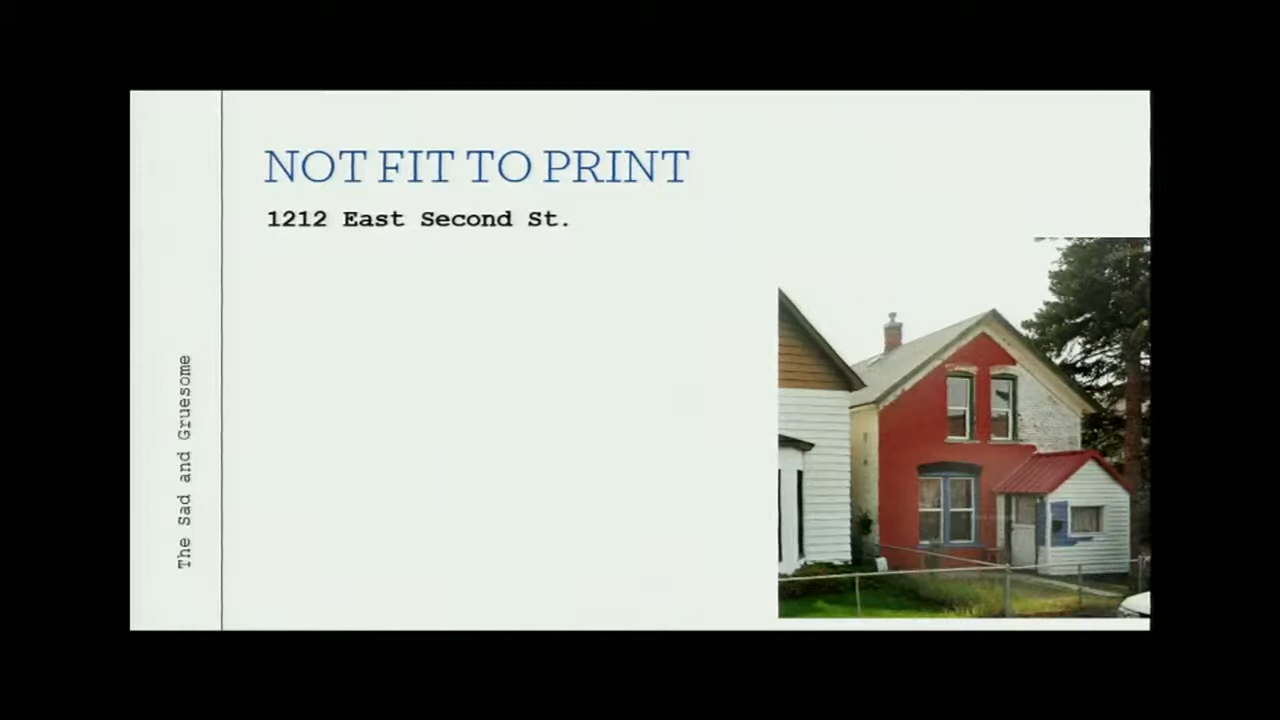 NOT FIT TO PRINT
1212 East Second St.
The Sad and Gruesome